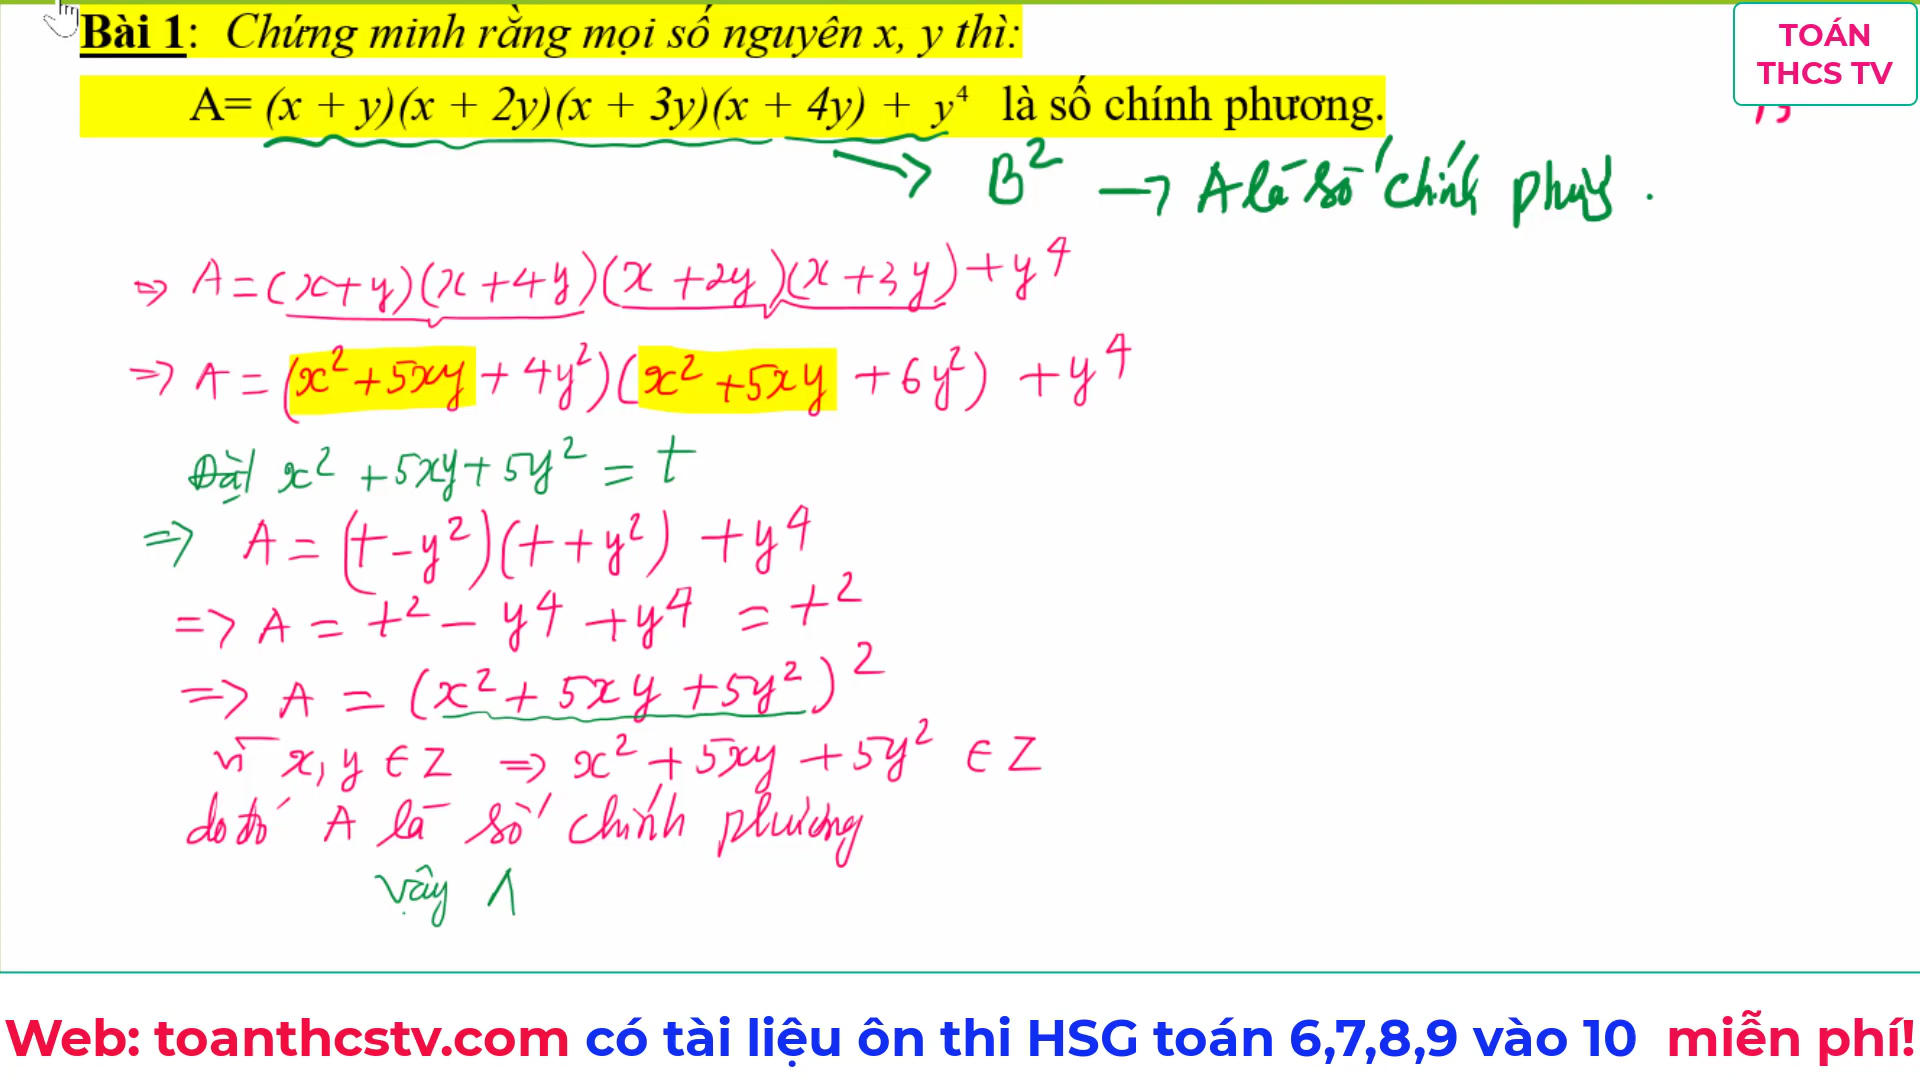 Bài 1: Chứng minh rằng mọi số nguyên x, y thì:
TOÁN
THCS TV
A= (x + y)(x + 2y)(x + 3y)(x + 4y) + y⁴ là số chính phương.
B² → A là số chính phương.
=> A = (x+y)(x+4y)(x+2y)(x+3y)+y⁴
=> A = (x²+5xy+4y²)(x²+5xy+6y²) +y⁴
Đặt x²+5xy+5y² = t
=> A = (t-y²)(t+y²) +y⁴
=> A = t² - y⁴ + y⁴ = t²
=> A = (x²+5xy+5y²)²
vì x,y ∈ Z => x²+5xy+5y² ∈ Z
do đó A là số chính phương
vậy A
Web: toanthcstv.com có tài liệu ôn thi HSG toán 6,7,8,9 vào 10 miễn phí!